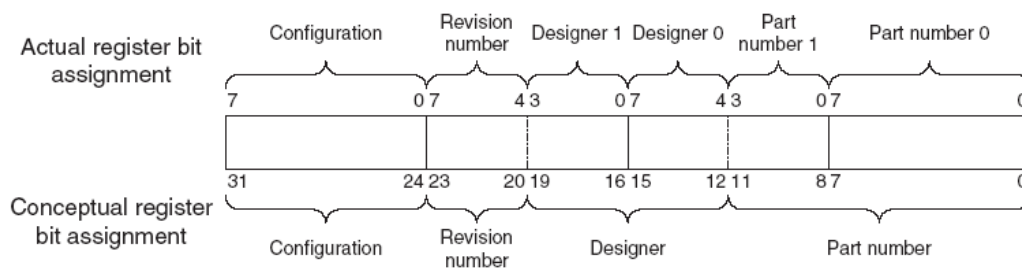 Actual register bit
assignment
Configuration
Revision
number
Designer 1
Designer 0
Part
number 1
Part number 0
7 0 7 4 3 0 7 4 3 0 7 0
31 24 23 20 19 16 15 12 11 8 7 0
Conceptual register
bit assignment
Configuration
Revision
number
Designer
Part number